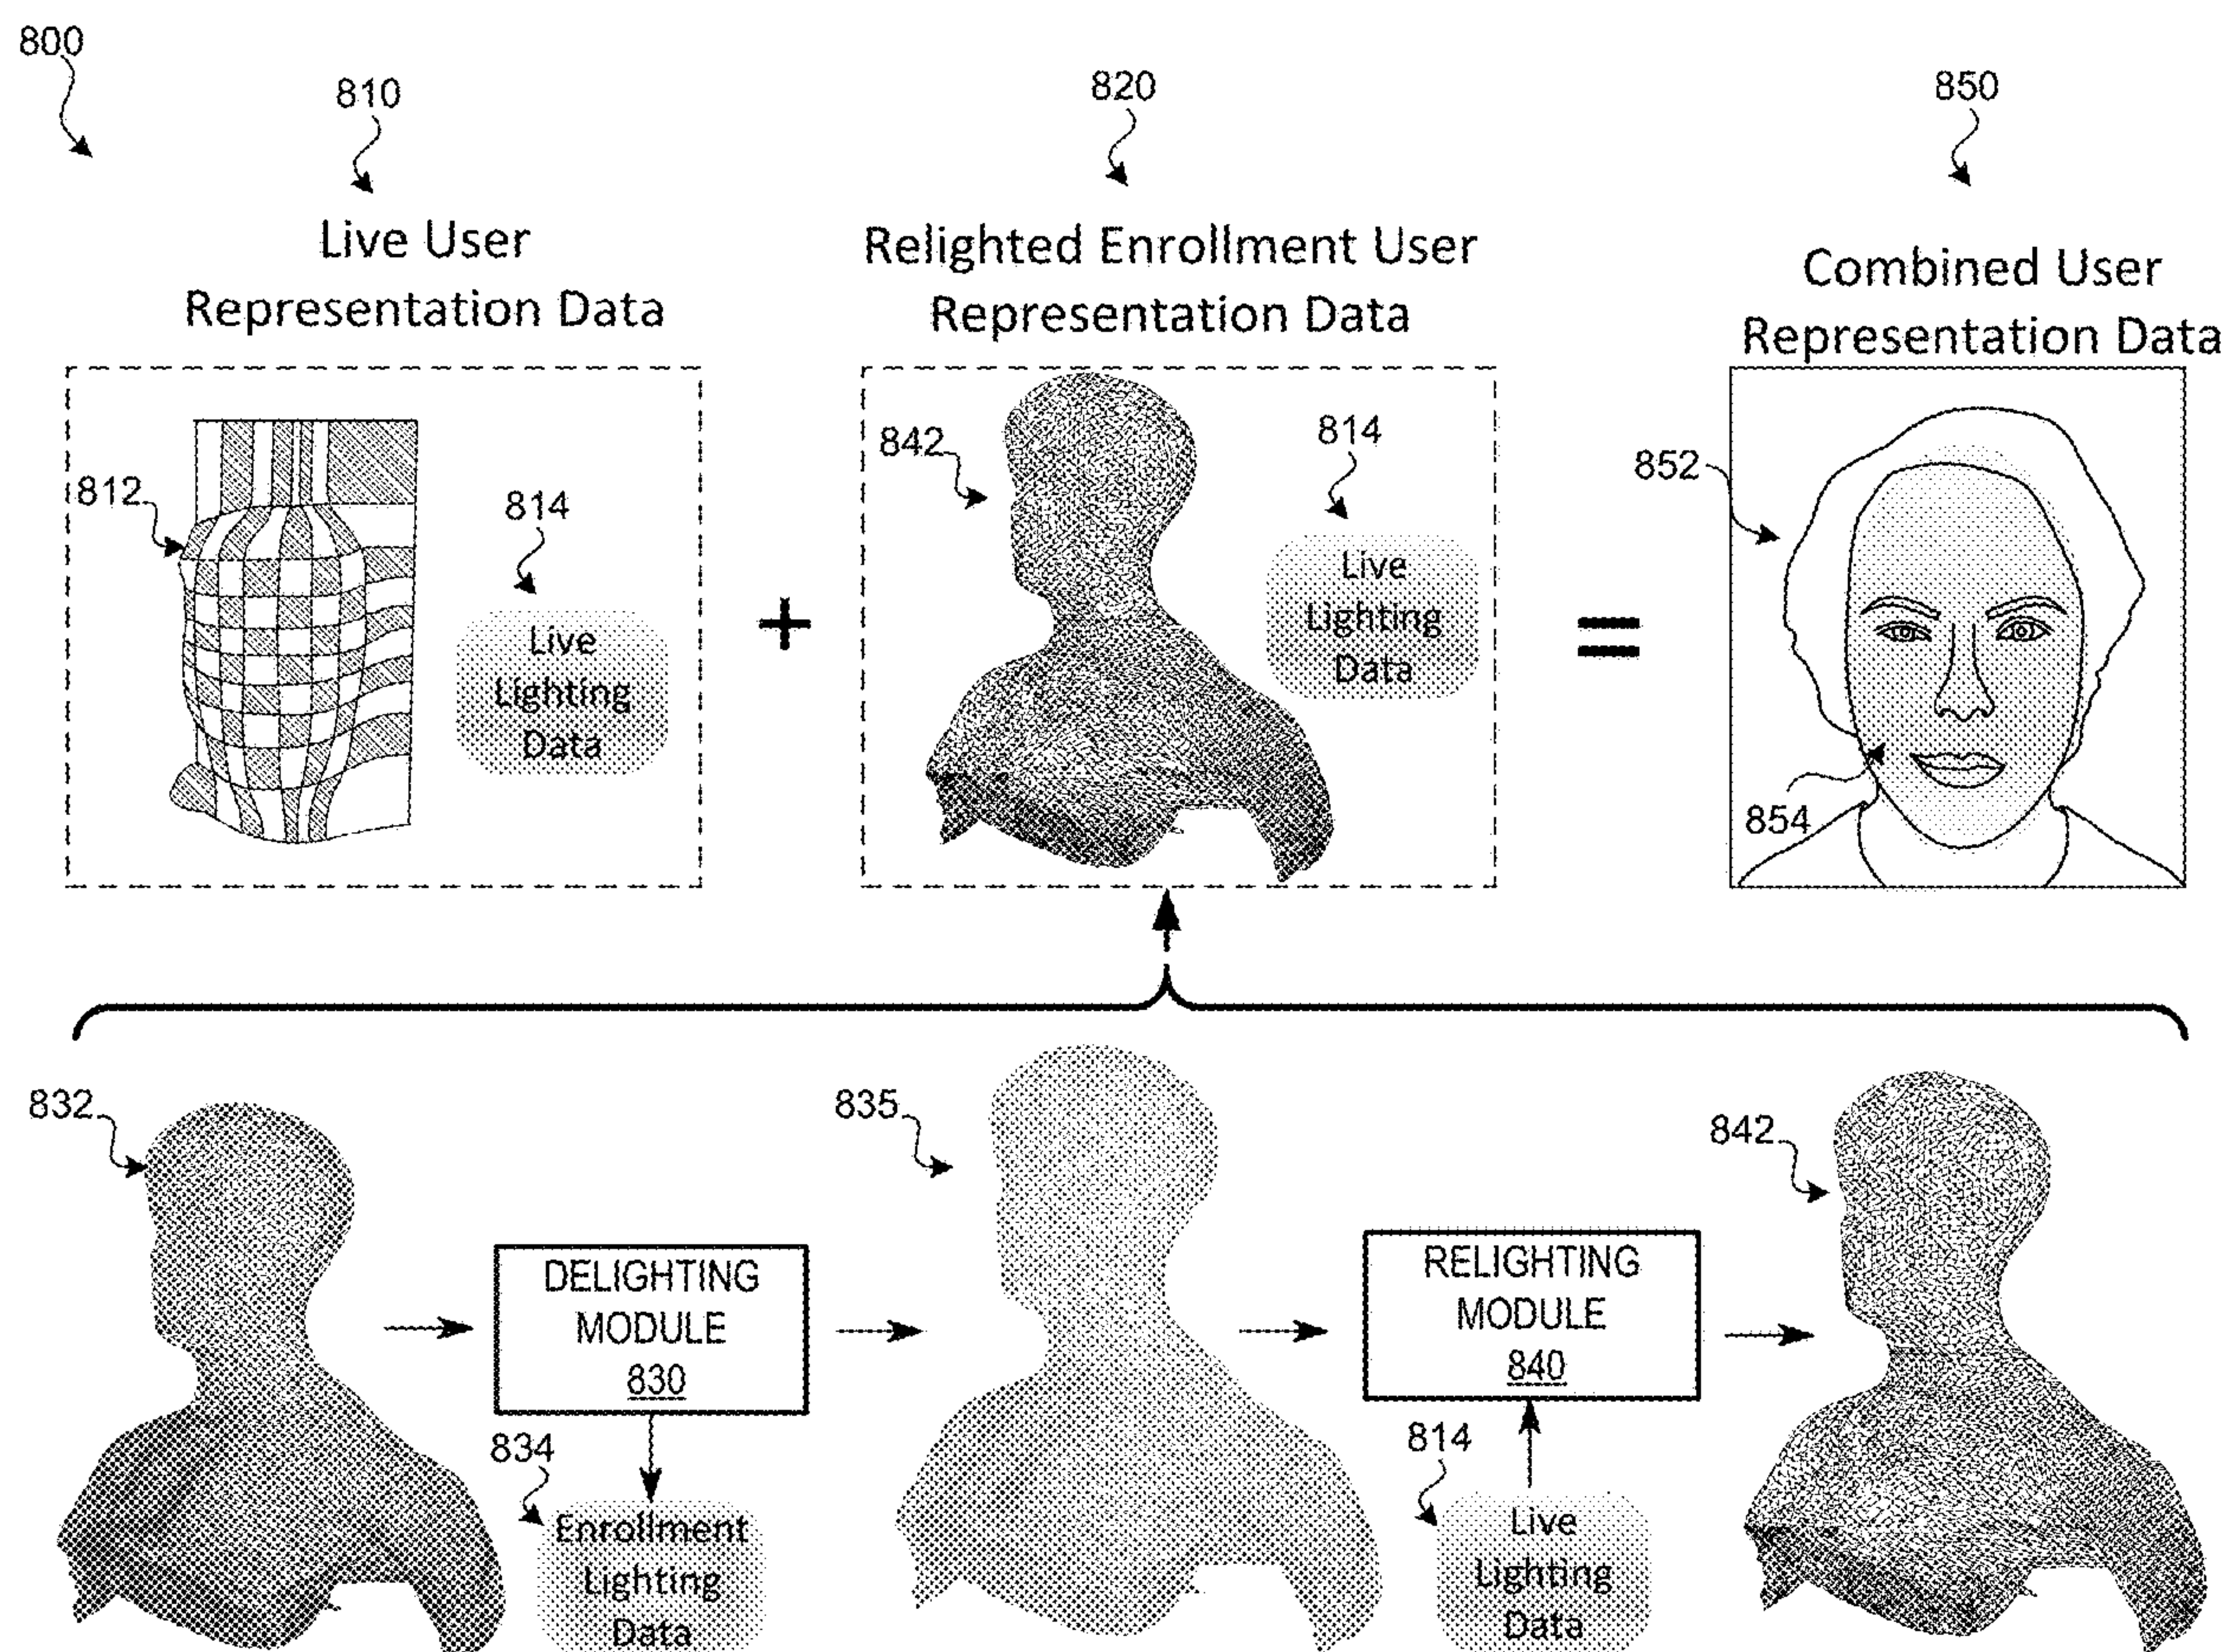 800
810
820
850
Live User
Representation Data
Relighted Enrollment User
Representation Data
Combined User
Representation Data
812
814
Live
Lighting
Data
+
842
814
Live
Lighting
Data
=
852
854
832
835
842
DELIGHTING
MODULE
830
RELIGHTING
MODULE
840
834
Enrollment
Lighting
Data
814
Live
Lighting
Data